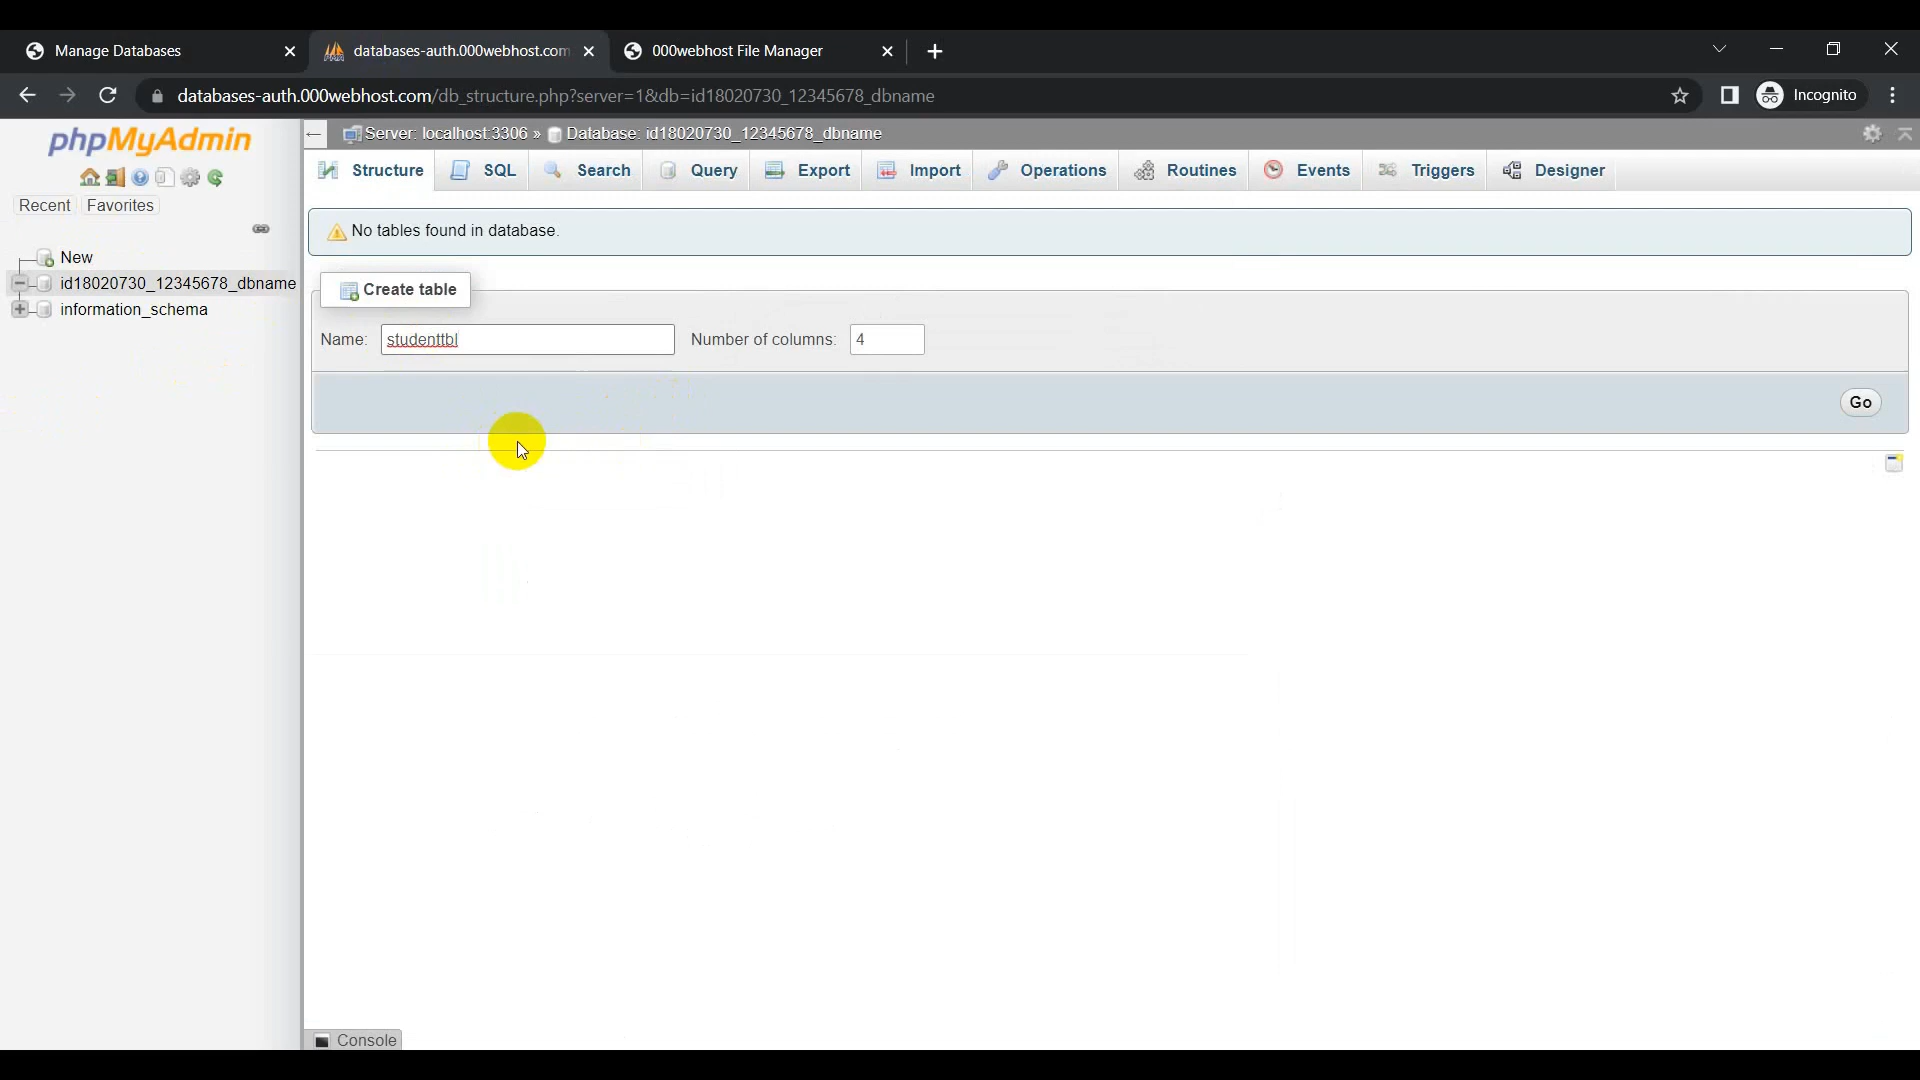 Manage Databases
databases-auth.000webhost.com
000webhost File Manager
databases-auth.000webhost.com/db_structure.php?server=1&db=id18020730_12345678_dbname
Incognito
phpMyAdmin
Server: localhost:3306 » Database: id18020730_12345678_dbname
Structure SQL Search Query Export Import Operations Routines Events Triggers Designer
Recent Favorites
No tables found in database.
New
id18020730_12345678_dbname
information_schema
Create table
Name: studenttbl Number of columns: 4
Go
Console